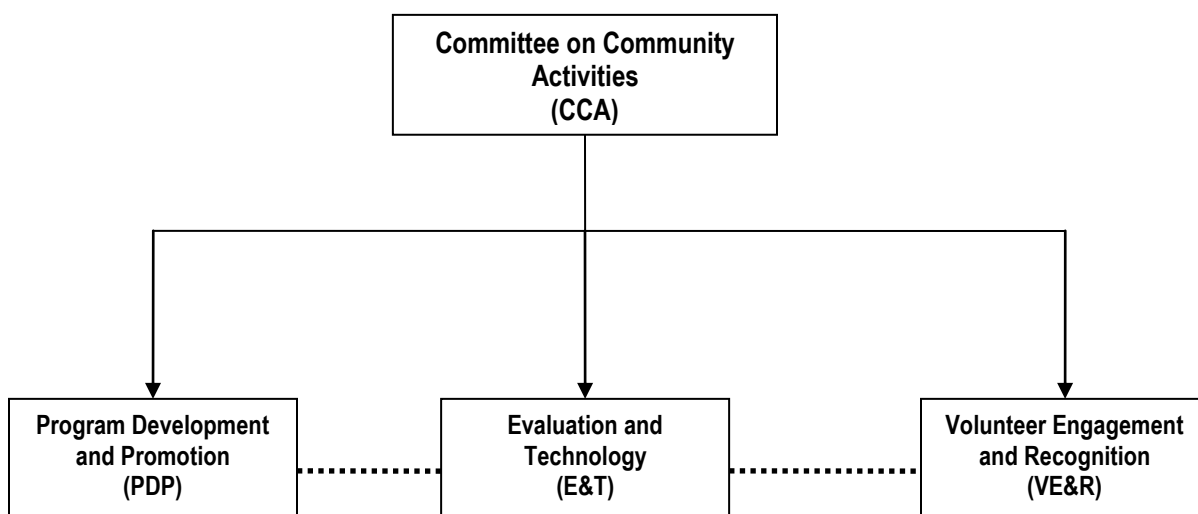 Committee on Community
Activities
(CCA)
Program Development
and Promotion
(PDP)
Evaluation and
Technology
(E&T)
Volunteer Engagement
and Recognition
(VE&R)